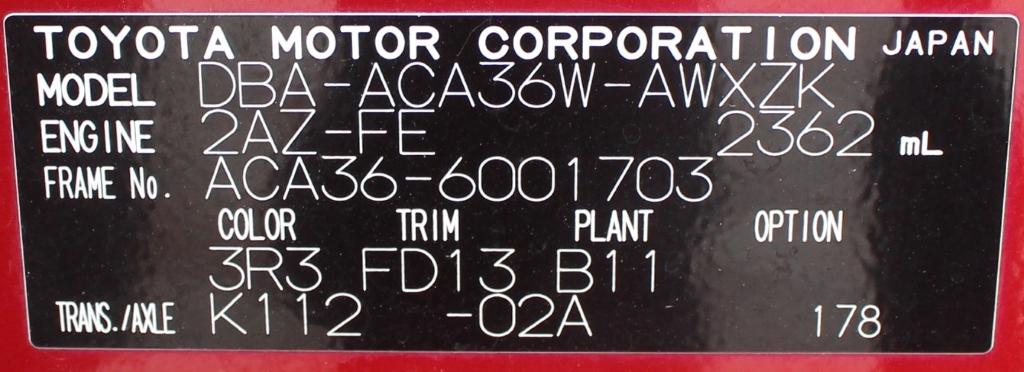 TOYOTA MOTOR CORPORATION JAPAN
MODEL DBA-ACA36W-AWXZK
ENGINE 2AZ-FE 2362 mL
FRAME No. ACA36-6001703
COLOR TRIM PLANT OPTION
3R3 FD13 B11
TRANS./AXLE K112 -02A 178